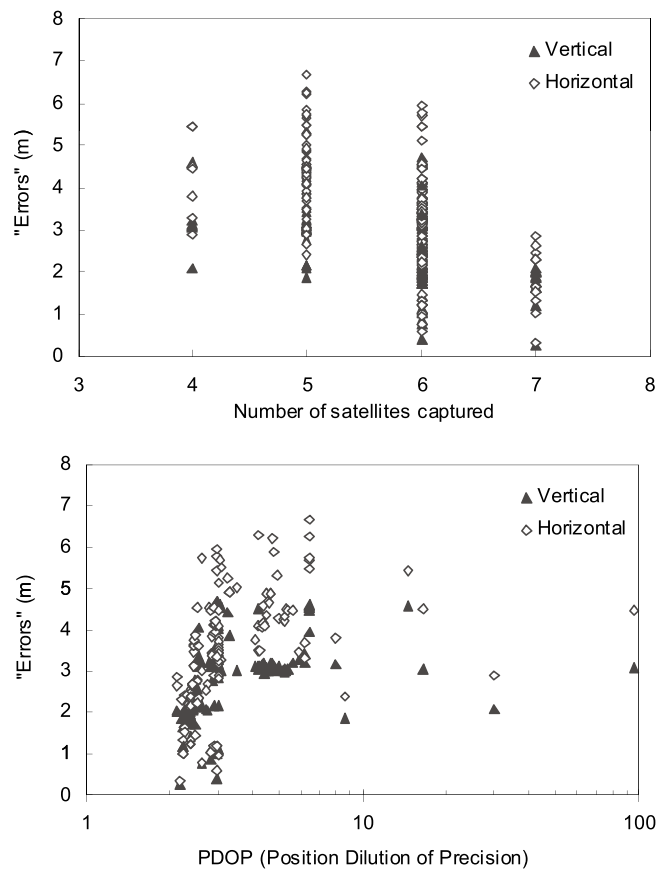 8
7
6
5
4
3
2
1
0
"Errors" (m)
Vertical
Horizontal
3 4 5 6 7 8
Number of satellites captured
8
7
6
5
4
3
2
1
0
"Errors" (m)
Vertical
Horizontal
1 10 100
PDOP (Position Dilution of Precision)